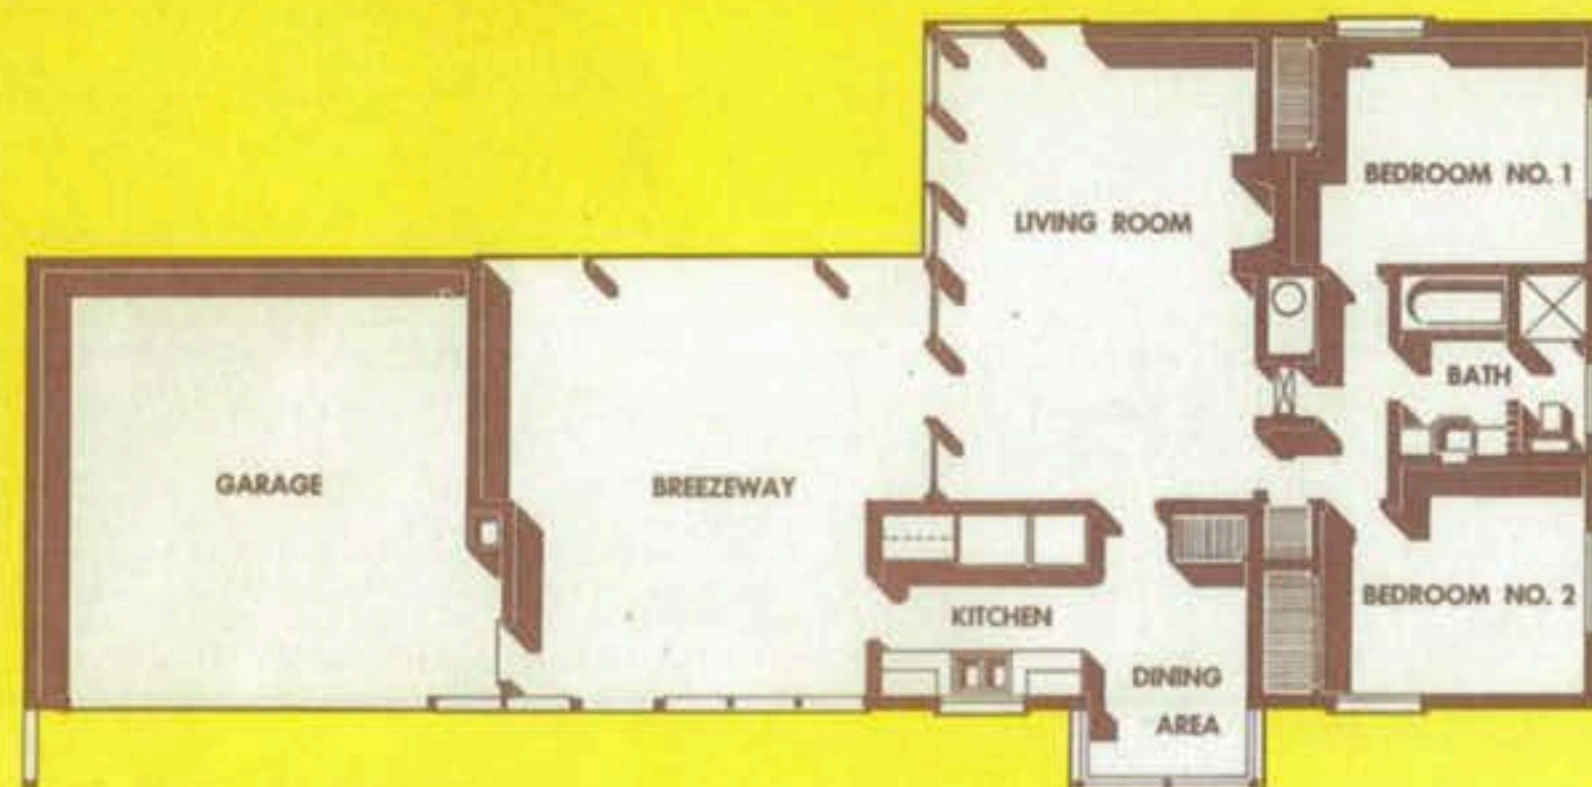 BEDROOM NO. 1
LIVING ROOM
BATH
GARAGE
BREEZEWAY
BEDROOM NO. 2
KITCHEN
DINING
AREA